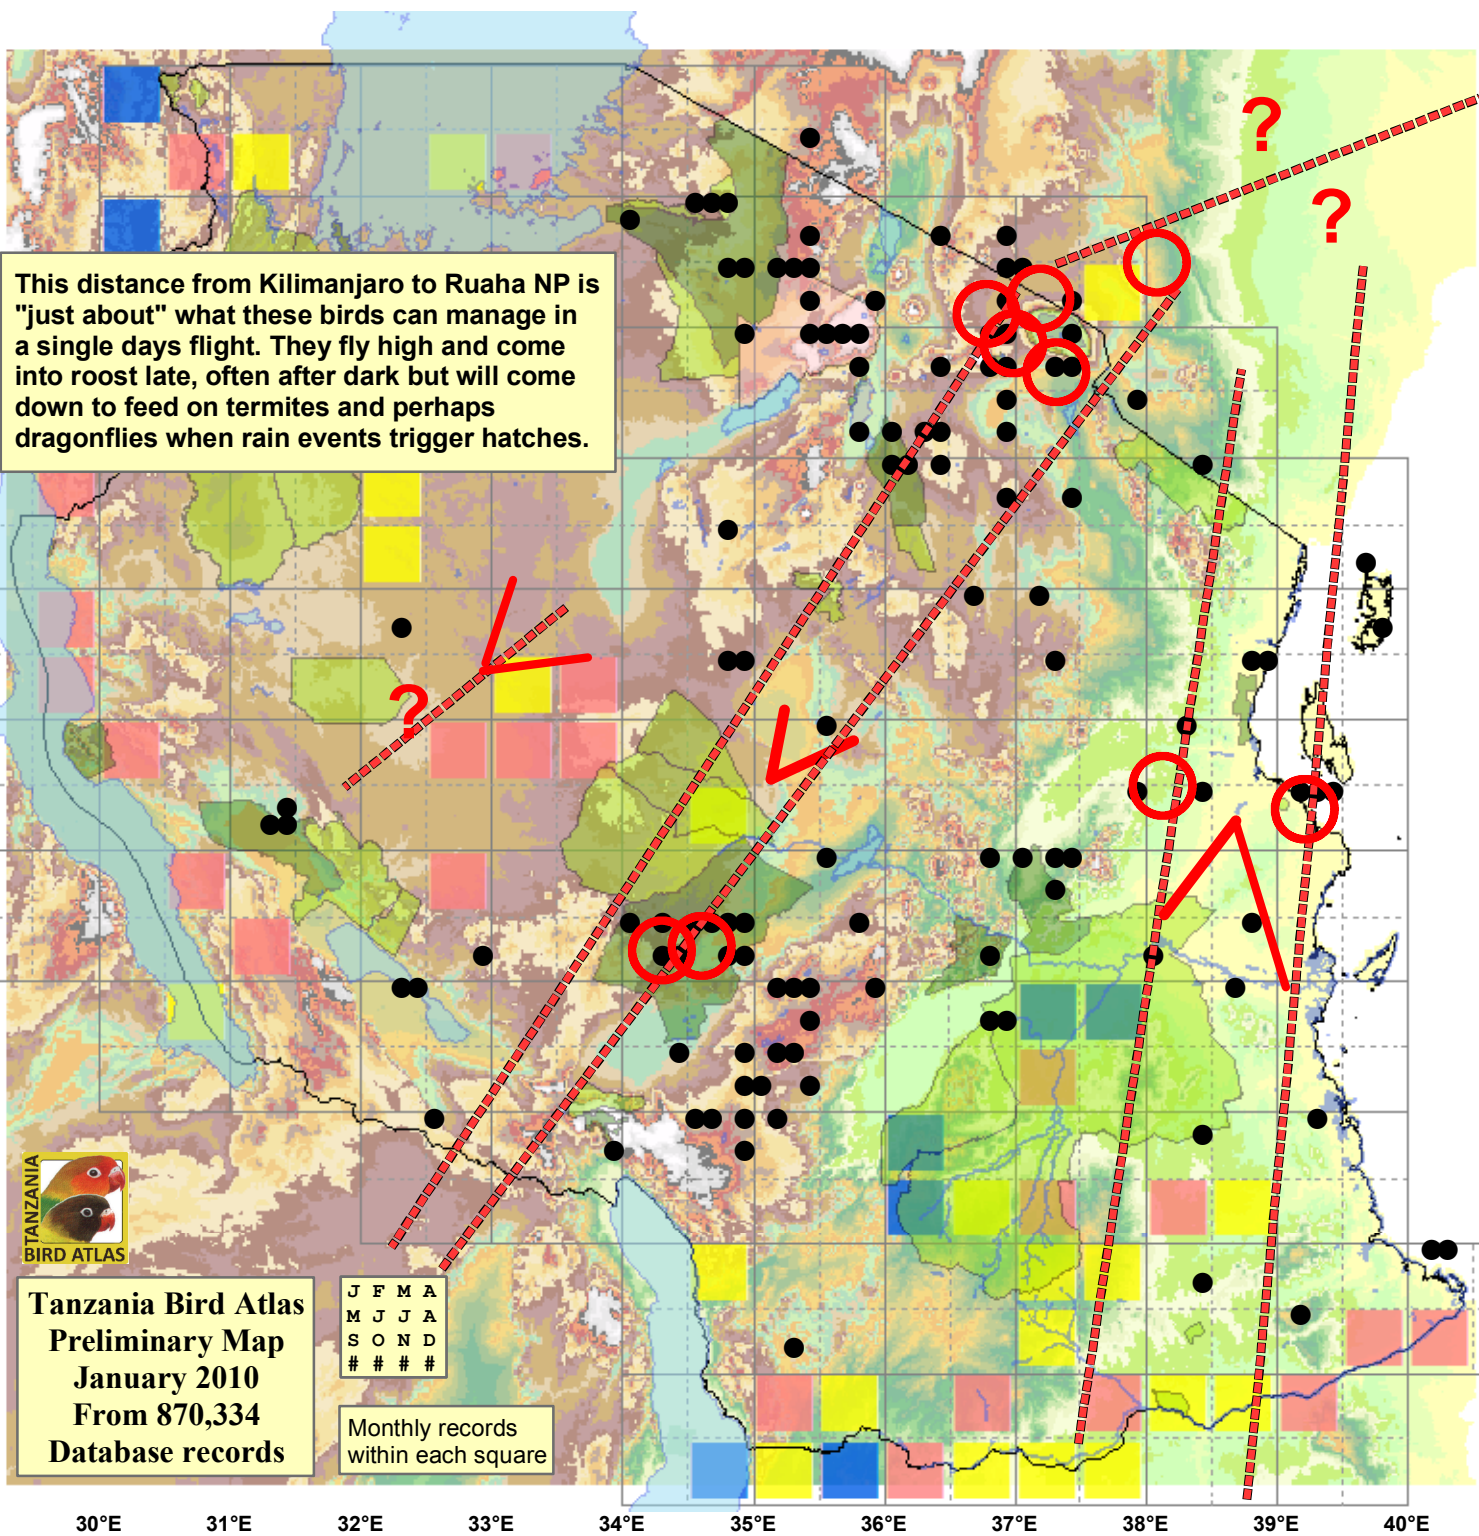 ?
?
This distance from Kilimanjaro to Ruaha NP is
"just about" what these birds can manage in
a single days flight. They fly high and come
into roost late, often after dark but will come
down to feed on termites and perhaps
dragonflies when rain events trigger hatches.
?
TANZANIA
BIRD ATLAS
Tanzania Bird Atlas
Preliminary Map
January 2010
From 870,334
Database records
J F M A
M J J A
S O N D
# # # #
Monthly records
within each square
30°E 31°E 32°E 33°E 34°E 35°E 36°E 37°E 38°E 39°E 40°E